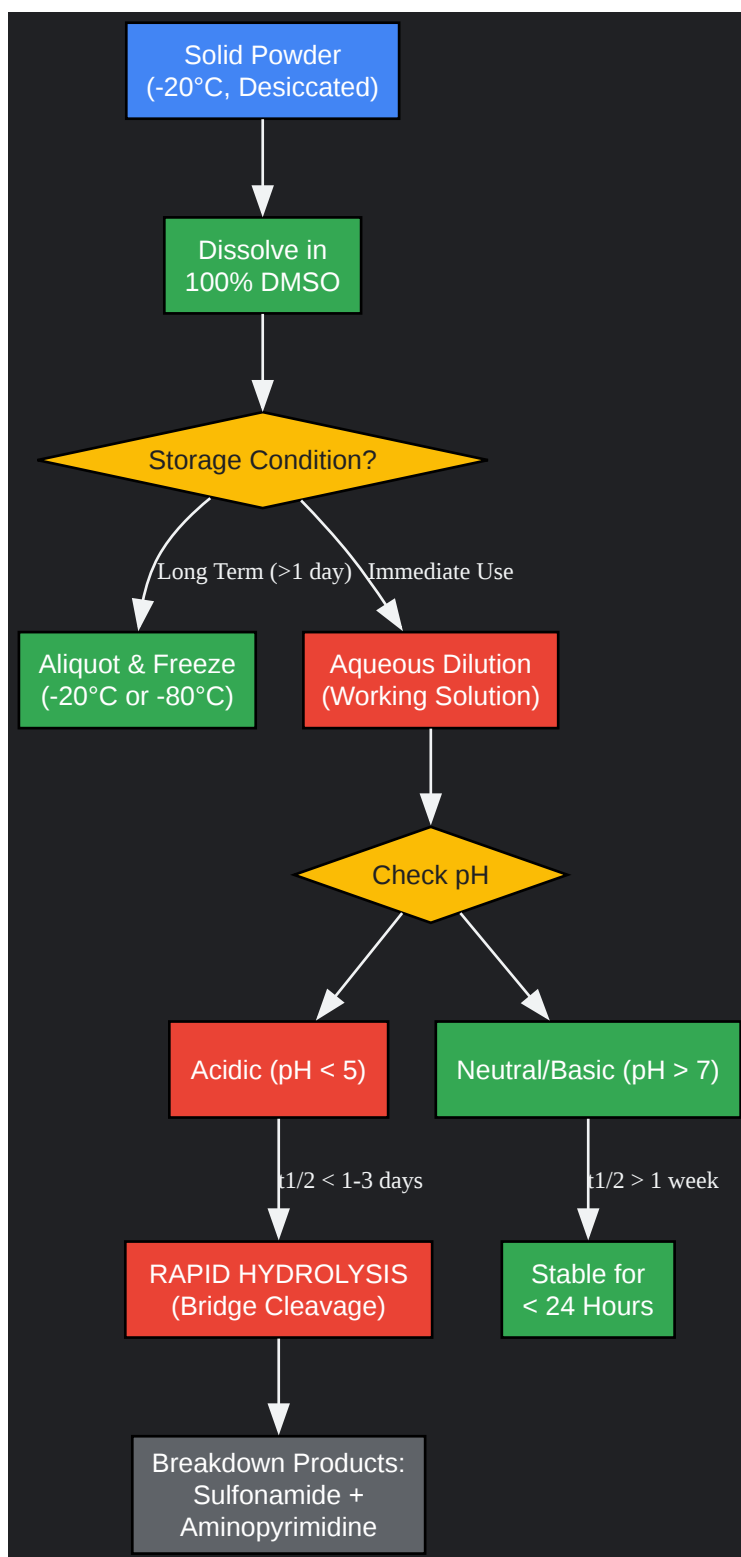 Solid Powder
(-20°C, Desiccated)
Dissolve in
100% DMSO
Storage Condition?
Long Term (>1 day)
Immediate Use
Aliquot & Freeze
(-20°C or -80°C)
Aqueous Dilution
(Working Solution)
Check pH
Acidic (pH < 5)
Neutral/Basic (pH > 7)
t1/2 < 1-3 days
t1/2 > 1 week
RAPID HYDROLYSIS
(Bridge Cleavage)
Stable for
< 24 Hours
Breakdown Products:
Sulfonamide +
Aminopyrimidine